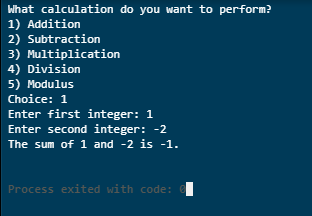 What calculation do you want to perform?
1) Addition
2) Subtraction
3) Multiplication
4) Division
5) Modulus
Choice: 1
Enter first integer: 1
Enter second integer: -2
The sum of 1 and -2 is -1.
Process exited with code: 0